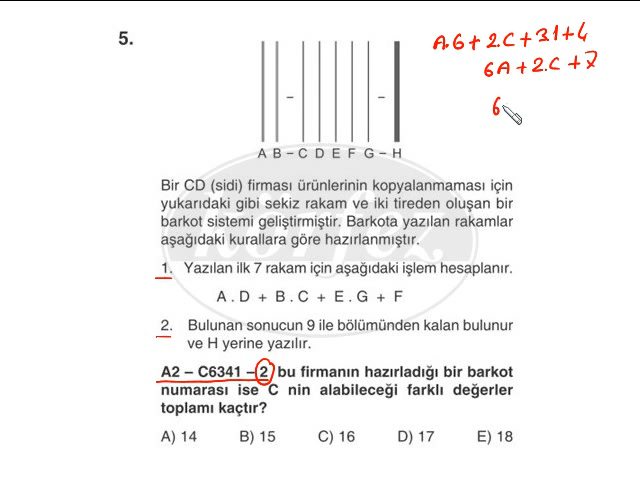 5.
A.6 + 2.C + 3.1 + 4
6A + 2.C + 7
6
A B – C D E F G – H
Bir CD (sidi) firması ürünlerinin kopyalanmaması için
yukarıdaki gibi sekiz rakam ve iki tireden oluşan bir
barkot sistemi geliştirmiştir. Barkota yazılan rakamlar
aşağıdaki kurallara göre hazırlanmıştır.
1. Yazılan ilk 7 rakam için aşağıdaki işlem hesaplanır.
A . D + B . C + E . G + F
2. Bulunan sonucun 9 ile bölümünden kalan bulunur
ve H yerine yazılır.
A2 – C6341 – 2 bu firmanın hazırladığı bir barkot
numarası ise C nin alabileceği farklı değerler
toplamı kaçtır?
A) 14 B) 15 C) 16 D) 17 E) 18
körfez